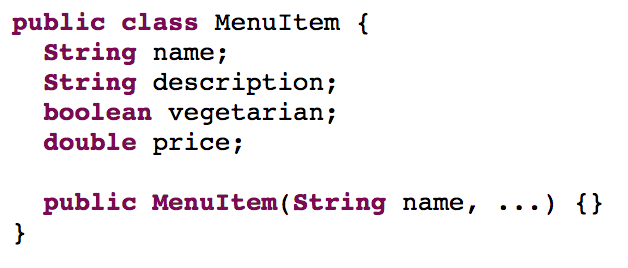 public class MenuItem {
  String name;
  String description;
  boolean vegetarian;
  double price;

  public MenuItem(String name, ...) {}
}